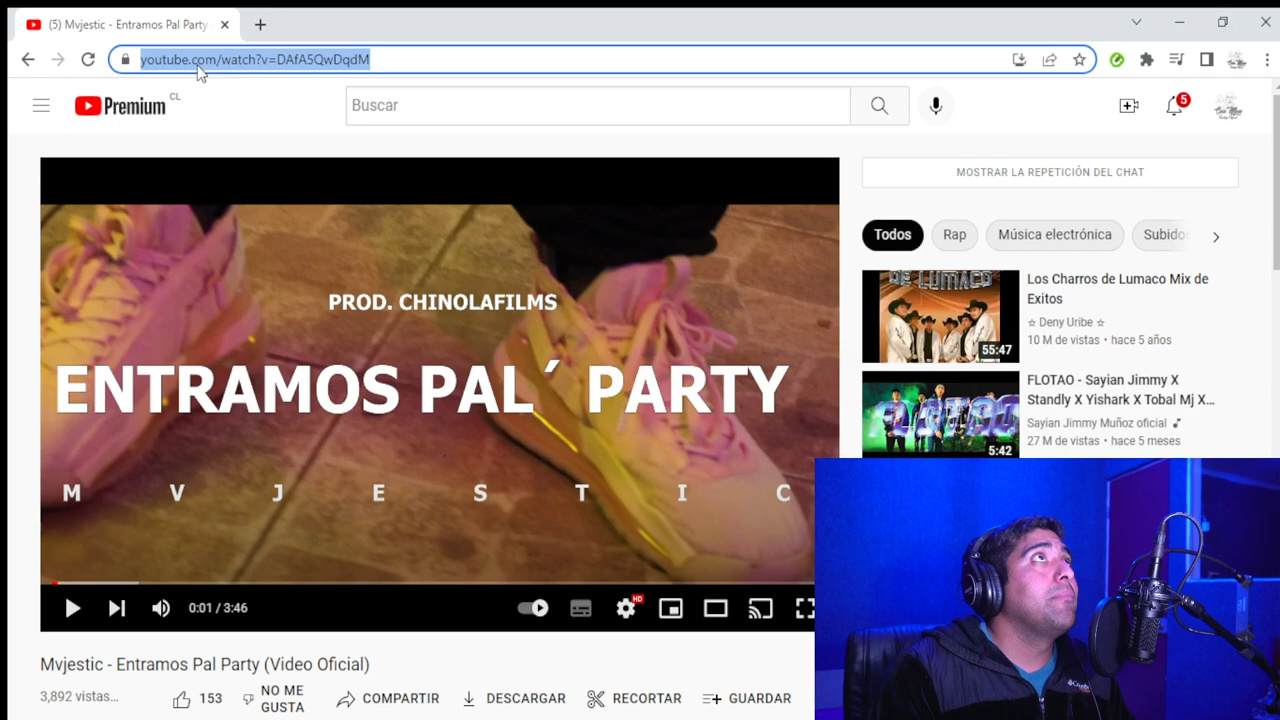 (5) Mvjestic - Entramos Pal Party
youtube.com/watch?v=DAfA5QwDqdM
Premium CL
Buscar
5
MOSTRAR LA REPETICIÓN DEL CHAT
Todos
Rap
Música electrónica
Subido
PROD. CHINOLAFILMS
ENTRAMOS PAL´ PARTY
M V J E S T I C
DE LUMACO
55:47
Los Charros de Lumaco Mix de
Exitos
☆ Deny Uribe ☆
10 M de vistas • hace 5 años
FLOTAO
5:42
FLOTAO - Sayian Jimmy X
Standly X Yishark X Tobal Mj X...
Sayian Jimmy Muñoz oficial
27 M de vistas • hace 5 meses
0:01 / 3:46
HD
Mvjestic - Entramos Pal Party (Video Oficial)
3,892 vistas...
153
NO ME
GUSTA
COMPARTIR
DESCARGAR
RECORTAR
GUARDAR